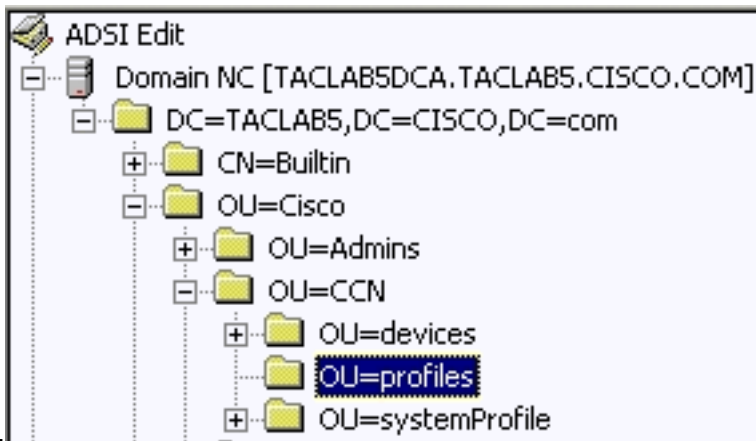 ADSI Edit
Domain NC [TACLAB5DCA.TACLAB5.CISCO.COM]
DC=TACLAB5,DC=CISCO,DC=com
CN=Builtin
OU=Cisco
OU=Admins
OU=CCN
OU=devices
OU=profiles
OU=systemProfile